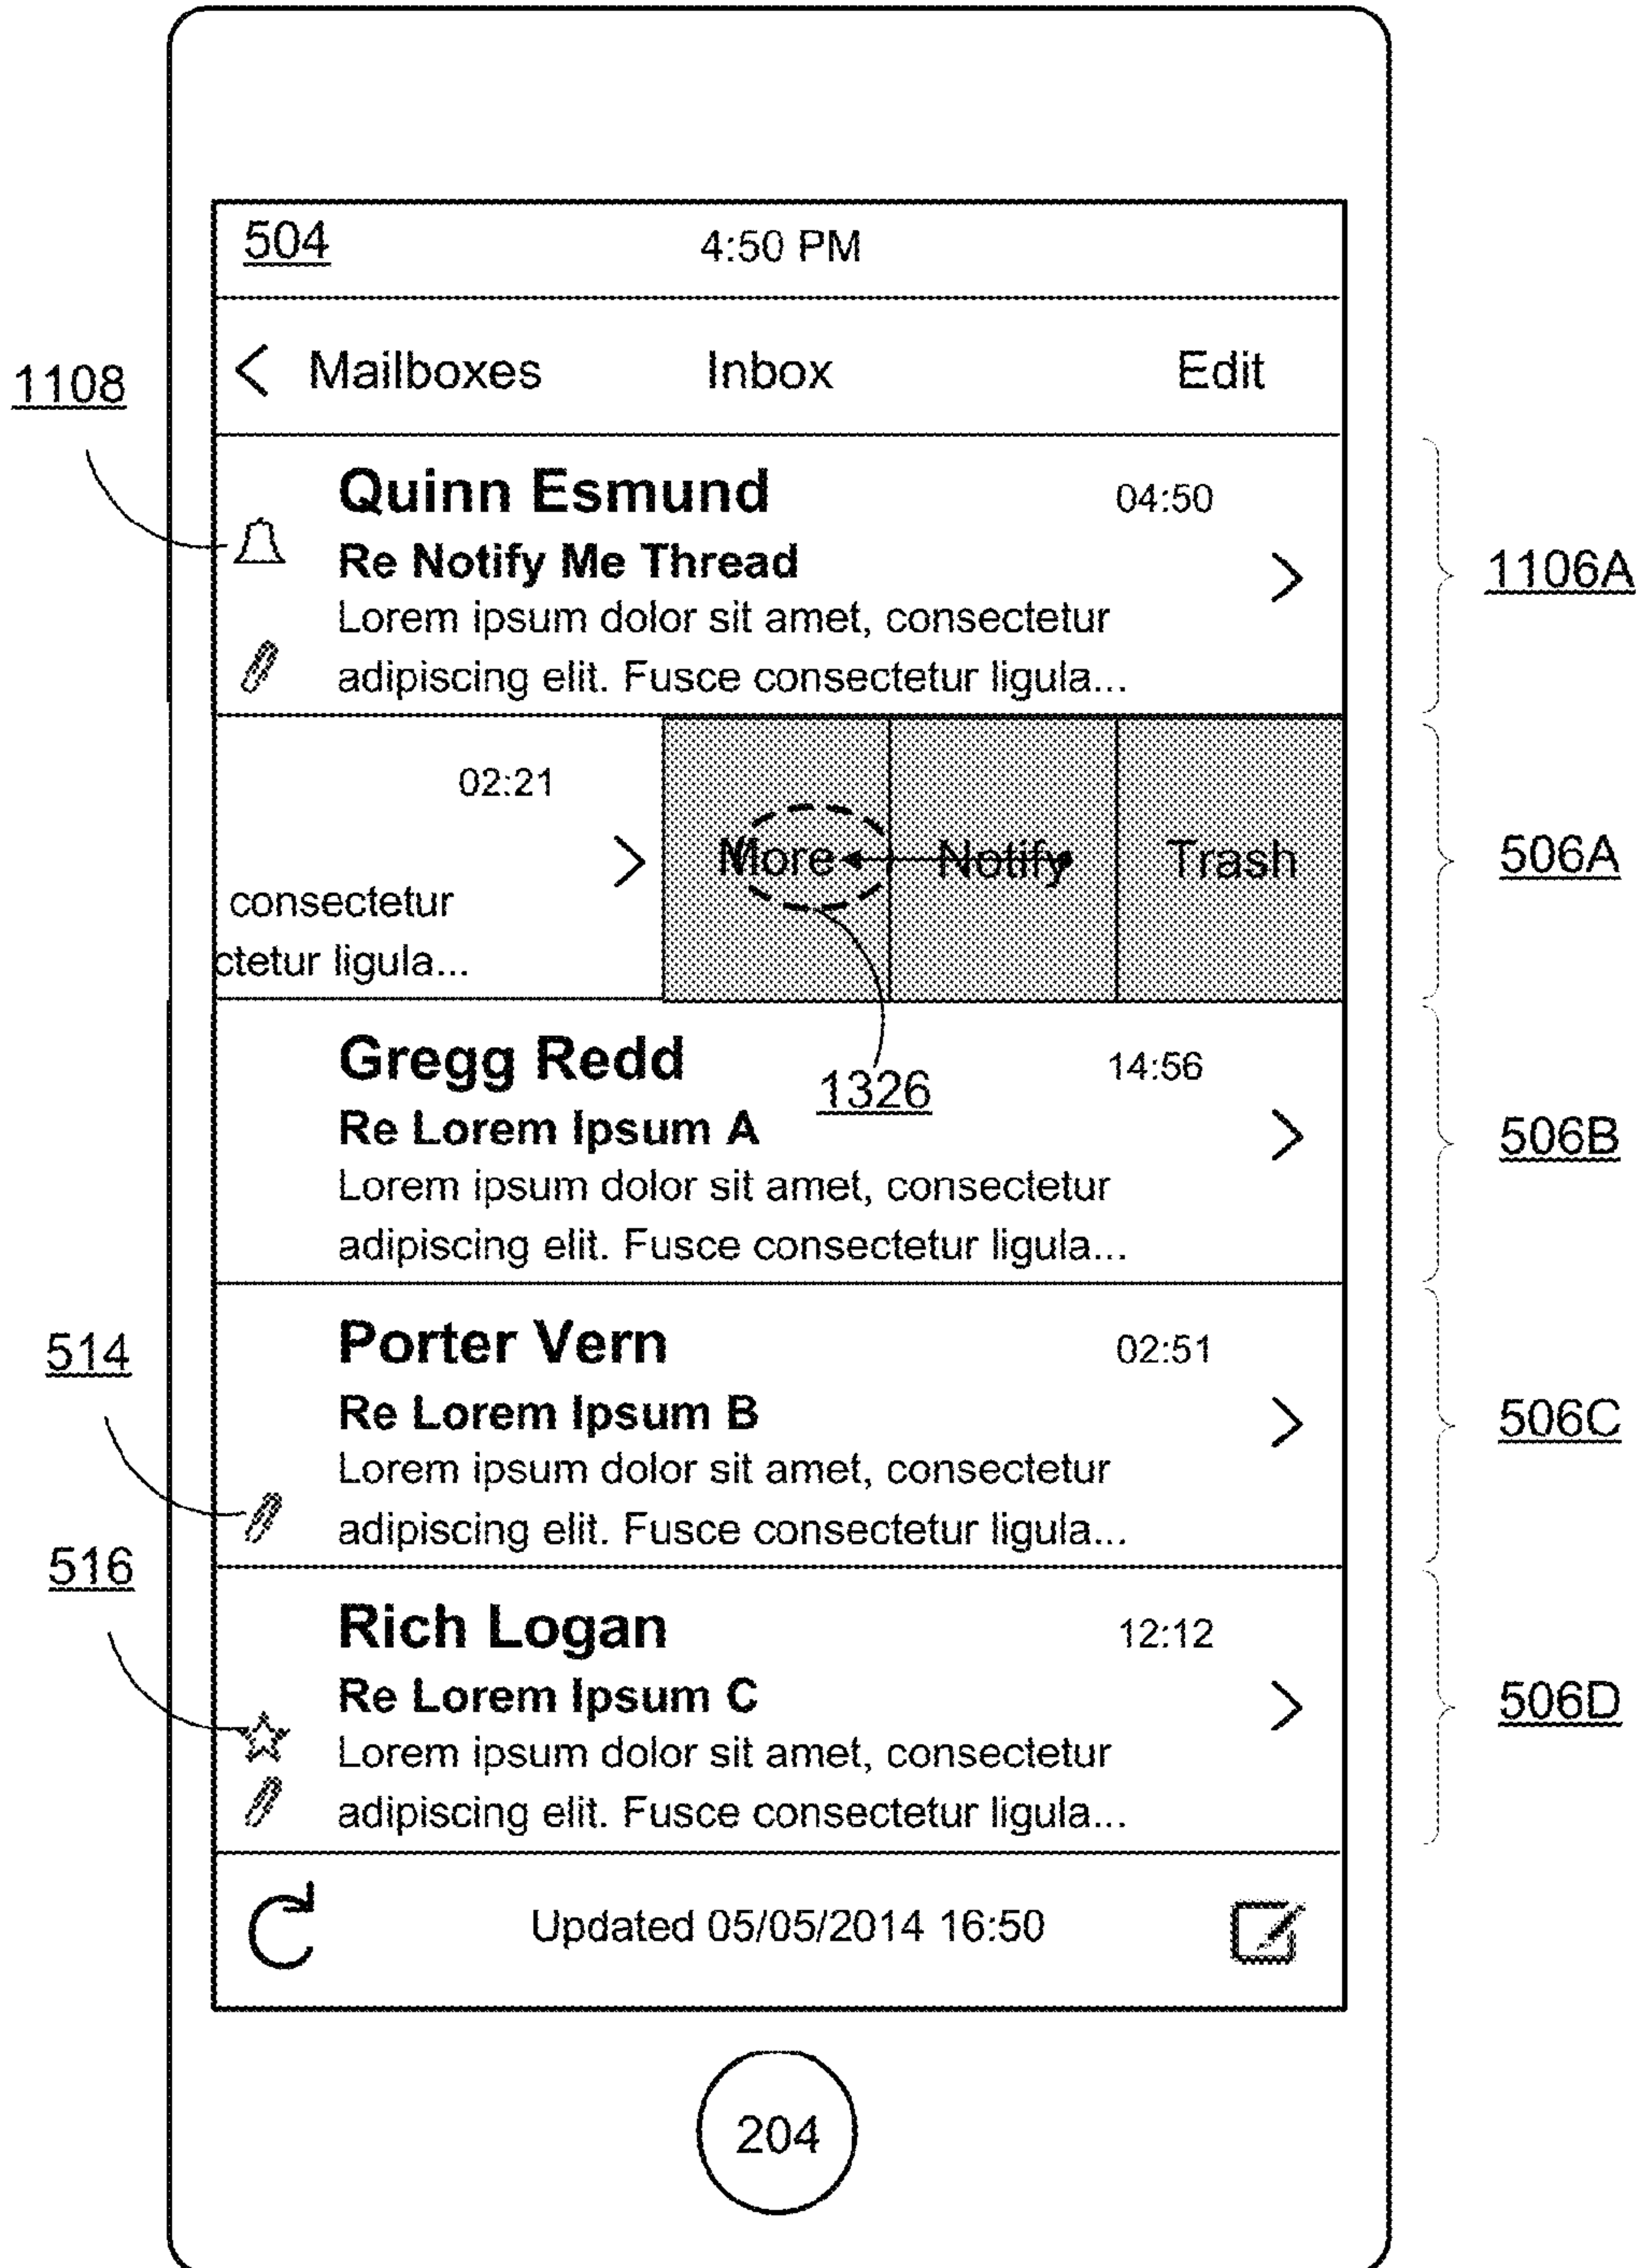 504
4:50 PM
Mailboxes Inbox Edit
1108
Quinn Esmund 04:50
Re Notify Me Thread
Lorem ipsum dolor sit amet, consectetur
adipiscing elit. Fusce consectetur ligula...
1106A
02:21
More Notify Trash
consectetur
ctetur ligula...
506A
Gregg Redd 14:56
1326
Re Lorem Ipsum A
Lorem ipsum dolor sit amet, consectetur
adipiscing elit. Fusce consectetur ligula...
506B
Porter Vern 02:51
514
Re Lorem Ipsum B
Lorem ipsum dolor sit amet, consectetur
adipiscing elit. Fusce consectetur ligula...
506C
516
Rich Logan 12:12
Re Lorem Ipsum C
Lorem ipsum dolor sit amet, consectetur
adipiscing elit. Fusce consectetur ligula...
506D
Updated 05/05/2014 16:50
204